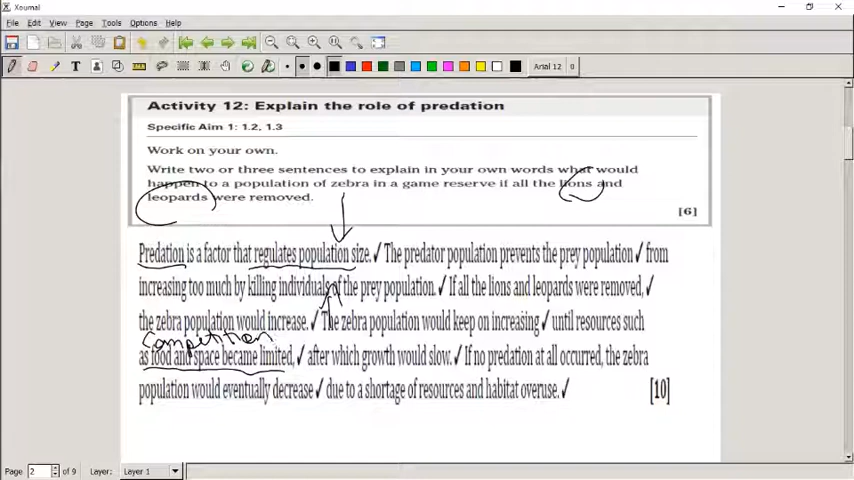 Xournal
File Edit View Page Tools Options Help
Arial 12 0
Activity 12: Explain the role of predation
Specific Aim 1: 1.2, 1.3
Work on your own.
Write two or three sentences to explain in your own words what would
happen to a population of zebra in a game reserve if all the lions and
leopards were removed.
[6]
Predation is a factor that regulates population size. ✓ The predator population prevents the prey population ✓ from
increasing too much by killing individuals of the prey population. ✓ If all the lions and leopards were removed, ✓
the zebra population would increase. ✓ The zebra population would keep on increasing ✓ until resources such
competition
as food and space became limited, ✓ after which growth would slow. ✓ If no predation at all occurred, the zebra
population would eventually decrease ✓ due to a shortage of resources and habitat overuse. ✓ [10]
Page 2 of 9 Layer: Layer 1